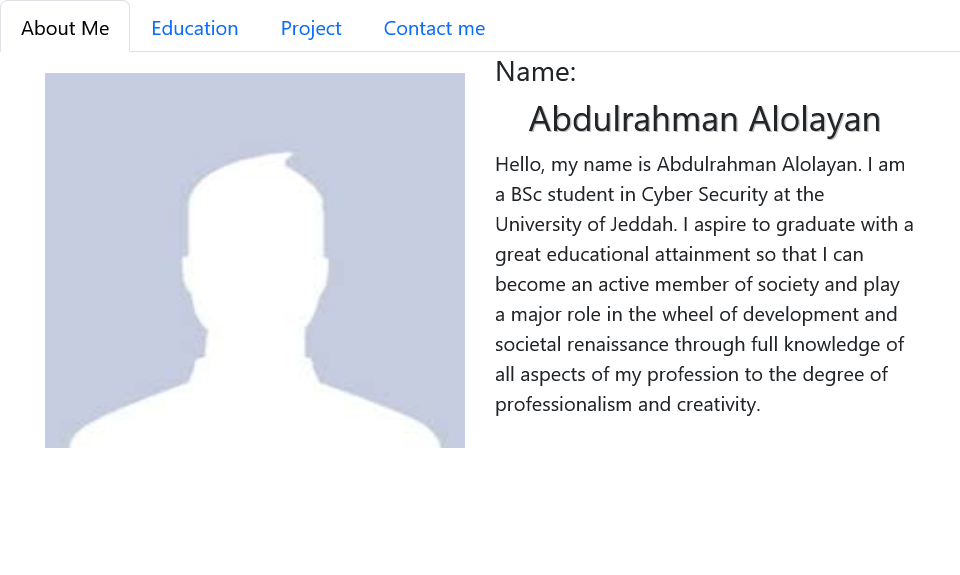 About Me Education Project Contact me
Name:
Abdulrahman Alolayan
Hello, my name is Abdulrahman Alolayan. I am
a BSc student in Cyber Security at the
University of Jeddah. I aspire to graduate with a
great educational attainment so that I can
become an active member of society and play
a major role in the wheel of development and
societal renaissance through full knowledge of
all aspects of my profession to the degree of
professionalism and creativity.